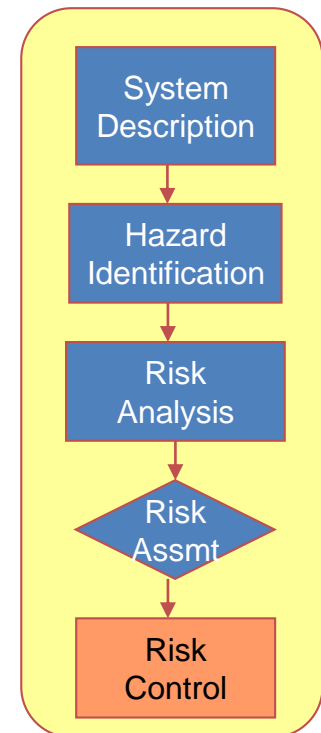 System
Description
Hazard
Identification
Risk
Analysis
Risk
Assmt
Risk
Control